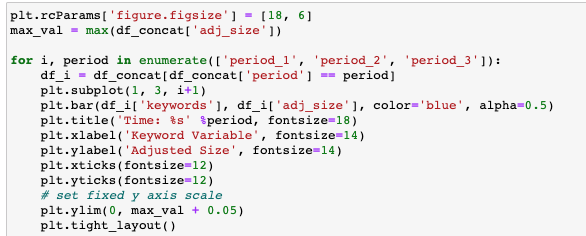 plt.rcParams['figure.figsize'] = [18, 6]
max_val = max(df_concat['adj_size'])

for i, period in enumerate(['period_1', 'period_2', 'period_3']):
    df_i = df_concat[df_concat['period'] == period]
    plt.subplot(1, 3, i+1)
    plt.bar(df_i['keywords'], df_i['adj_size'], color='blue', alpha=0.5)
    plt.title('Time: %s' %period, fontsize=18)
    plt.xlabel('Keyword Variable', fontsize=14)
    plt.ylabel('Adjusted Size', fontsize=14)
    plt.xticks(fontsize=12)
    plt.yticks(fontsize=12)
    # set fixed y axis scale
    plt.ylim(0, max_val + 0.05)
    plt.tight_layout()